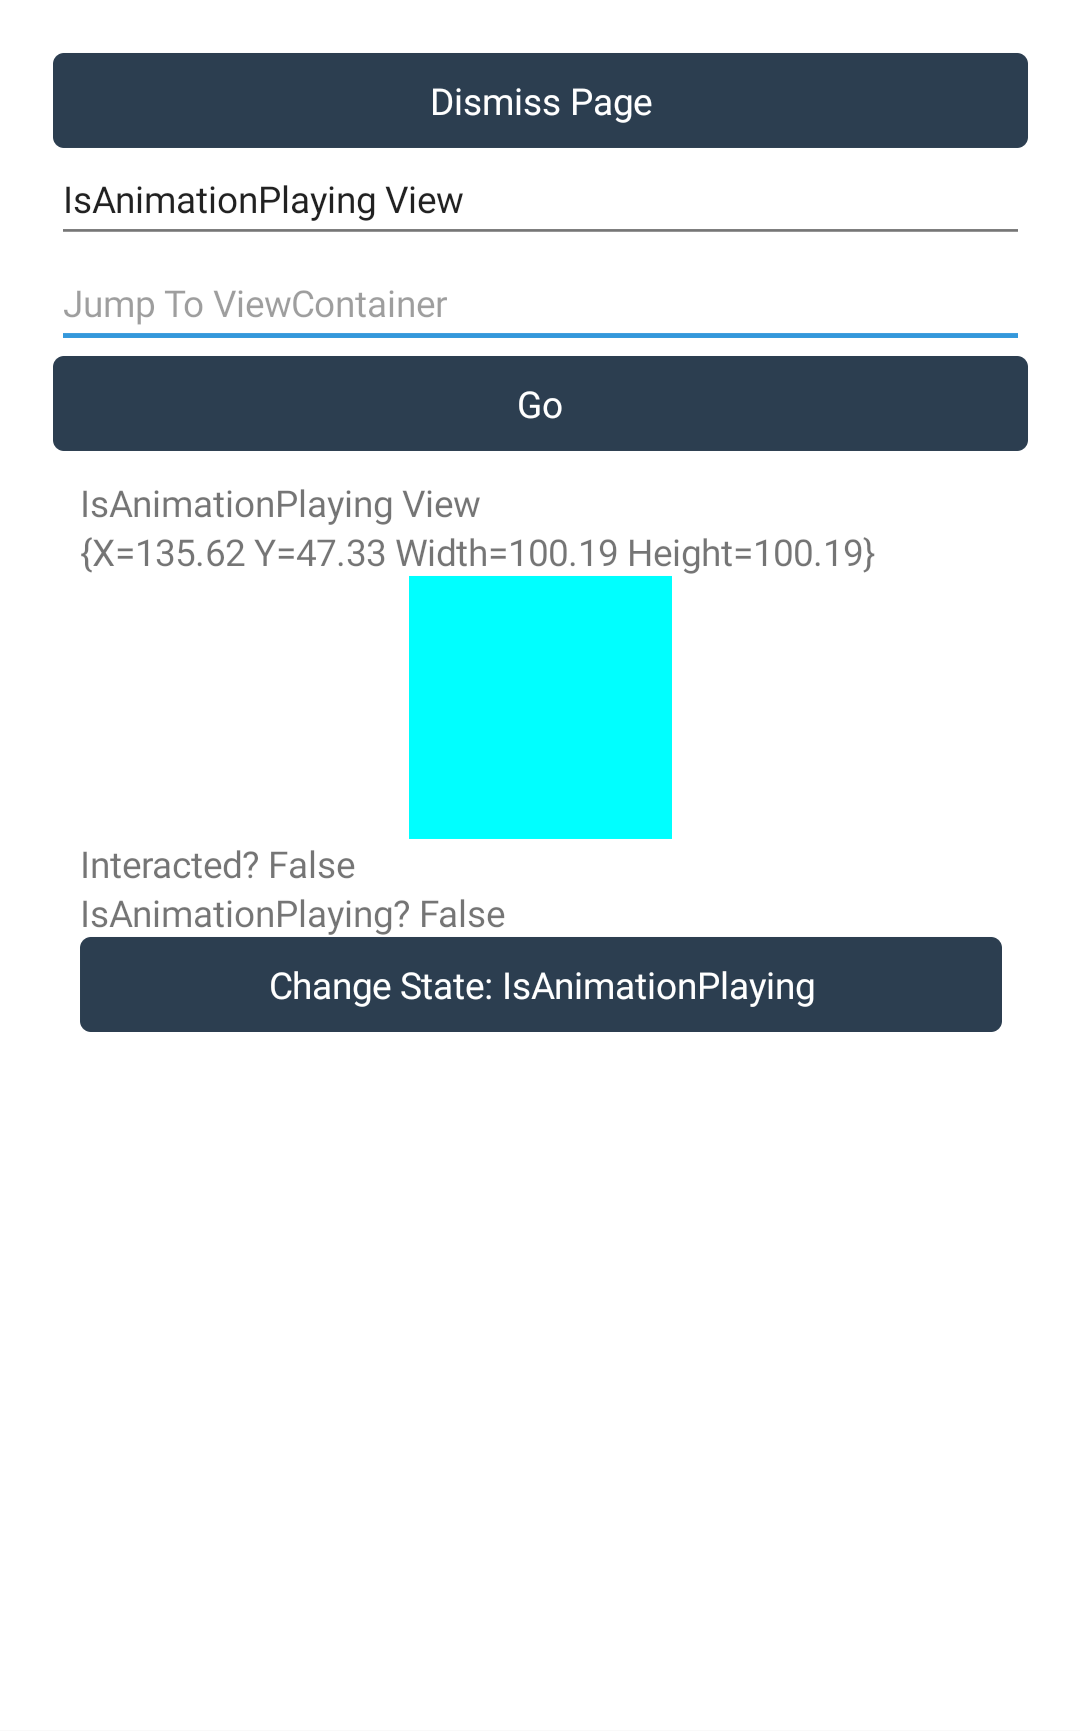 Dismiss Page
IsAnimationPlaying View
Jump To ViewContainer
Go
IsAnimationPlaying View
{X=135.62 Y=47.33 Width=100.19 Height=100.19}
Interacted? False
IsAnimationPlaying? False
Change State: IsAnimationPlaying